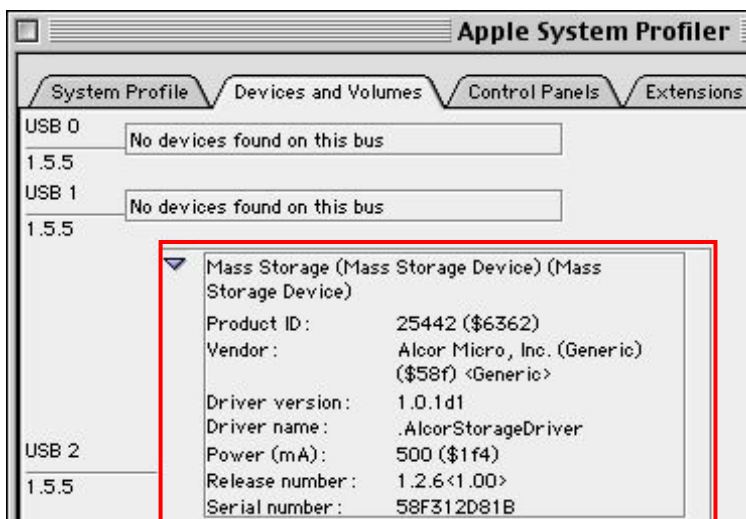 Apple System Profiler
System Profile Devices and Volumes Control Panels Extensions
USB 0
No devices found on this bus
1.5.5
USB 1
No devices found on this bus
1.5.5
Mass Storage (Mass Storage Device) (Mass
Storage Device)
Product ID: 25442 ($6362)
Vendor: Alcor Micro, Inc. (Generic)
($58f) <Generic>
Driver version: 1.0.1d1
Driver name: .AlcorStorageDriver
USB 2
Power (mA): 500 ($1f4)
1.5.5
Release number: 1.2.6<1.00>
Serial number: 58F312D81B